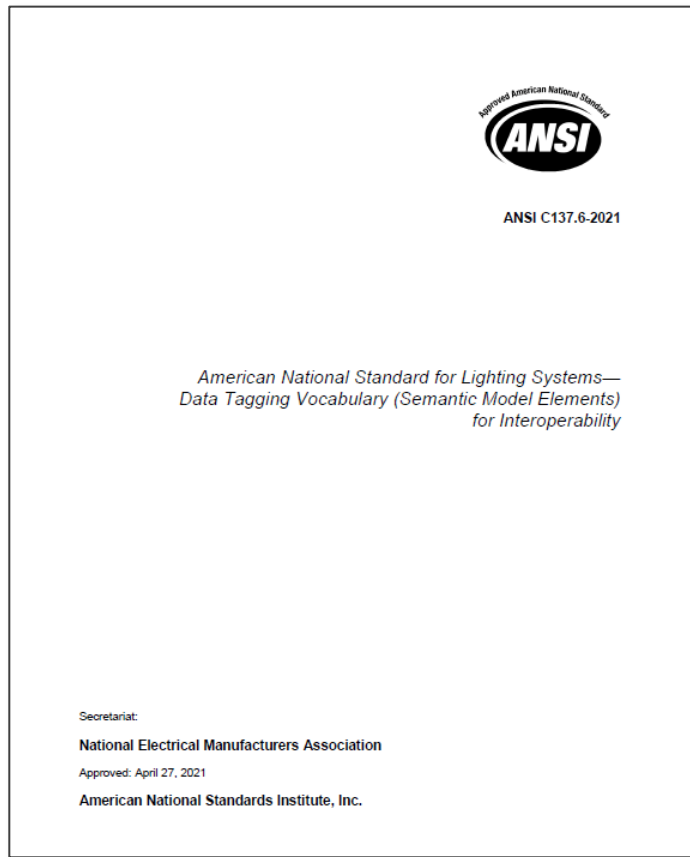 Approved American National Standard
ANSI
ANSI C137.6-2021
American National Standard for Lighting Systems—
Data Tagging Vocabulary (Semantic Model Elements)
for Interoperability
Secretariat:
National Electrical Manufacturers Association
Approved: April 27, 2021
American National Standards Institute, Inc.